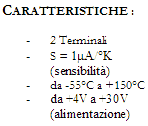 CARATTERISTICHE :
- 2 Terminali
- S = 1µA/°K
(sensibilità)
- da -55°C a +150°C
- da +4V a +30V
(alimentazione)